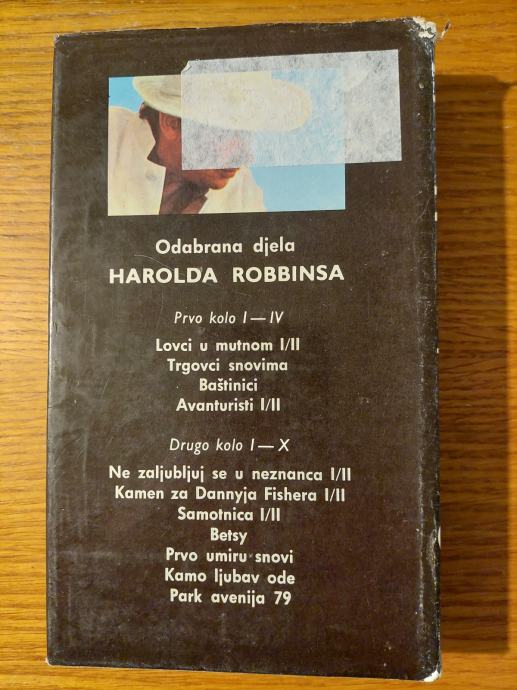 Odabrana djela
HAROLDA ROBBINSA
Prvo kolo I—IV
Lovci u mutnom I/II
Trgovci snovima
Baštinici
Avanturisti I/II
Drugo kolo I—X
Ne zaljubljuj se u neznanca I/II
Kamen za Dannyja Fishera I/II
Samotnica I/II
Betsy
Prvo umiru snovi
Kamo ljubav ode
Park avenija 79